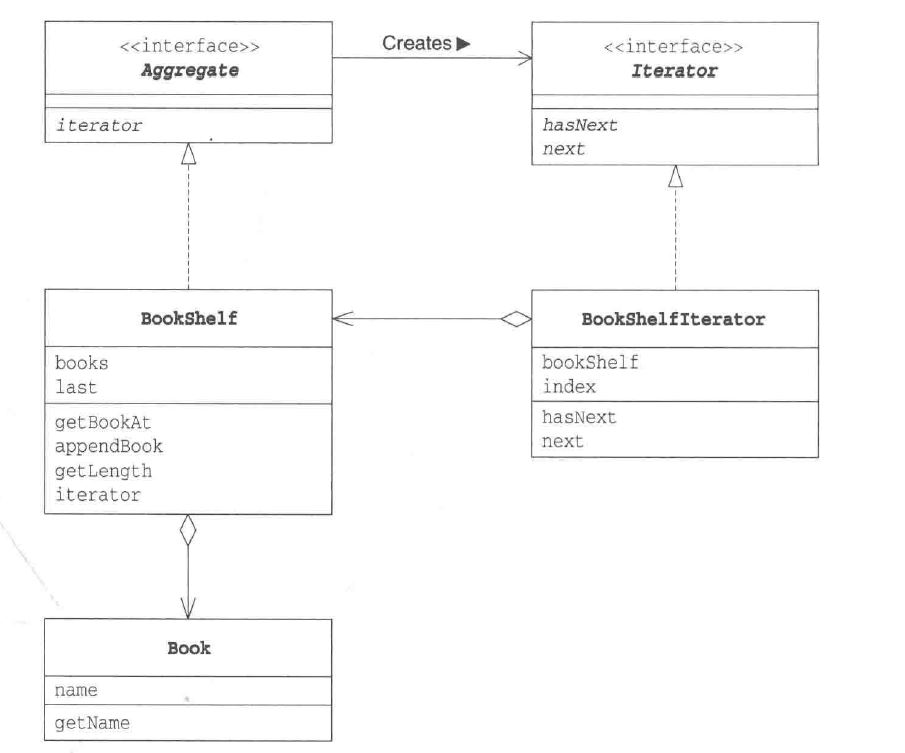 <<interface>>
Aggregate
iterator
Creates ▶
<<interface>>
Iterator
hasNext
next
BookShelf
books
last
getBookAt
appendBook
getLength
iterator
BookShelfIterator
bookShelf
index
hasNext
next
Book
name
getName